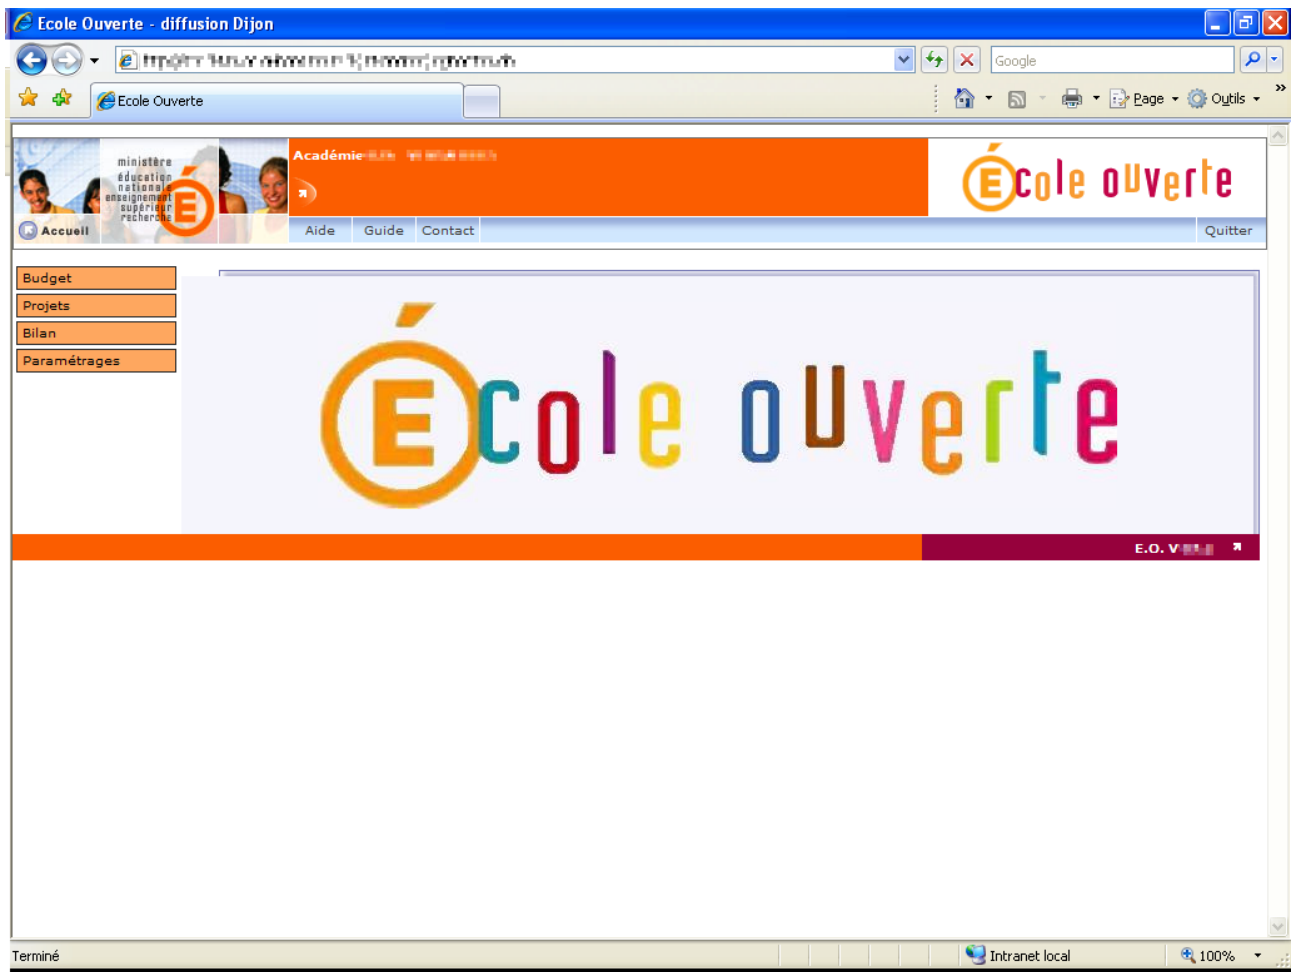 Ecole Ouverte - diffusion Dijon
Google
Ecole Ouverte
Page
Outils
»
ministère
éducation
nationale
enseignement
supérieur
recherche
É
Académie
École ouverte
Accueil
Aide Guide Contact
Quitter
Budget
Projets
Bilan
Paramétrages
École ouverte
E.O. V
Terminé
Intranet local
100%